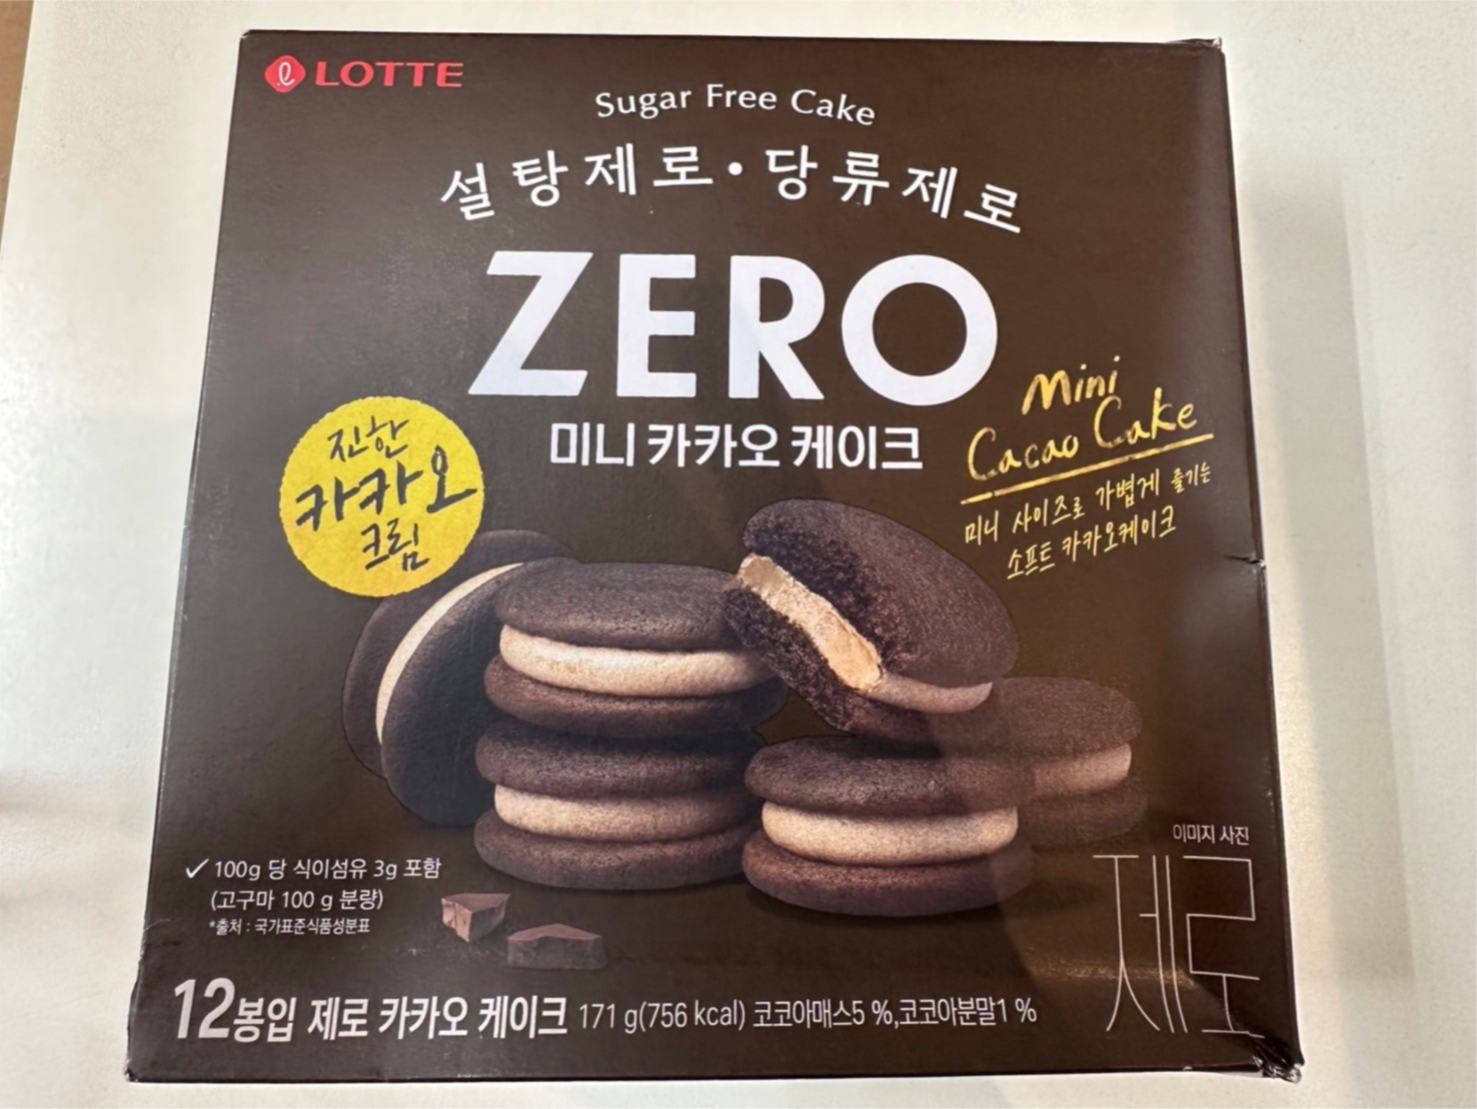 LOTTE
Sugar Free Cake
설탕제로·당류제로
ZERO
미니 카카오 케이크
진한
카카오
크림
Mini
Cacao Cake
미니 사이즈로 가볍게 즐기는
소프트 카카오케이크
이미지 사진
제로
✓ 100g 당 식이섬유 3g 포함
(고구마 100 g 분량)
*출처 : 국가표준식품성분표
12봉입 제로 카카오 케이크 171 g(756 kcal) 코코아매스5 %,코코아분말1 %